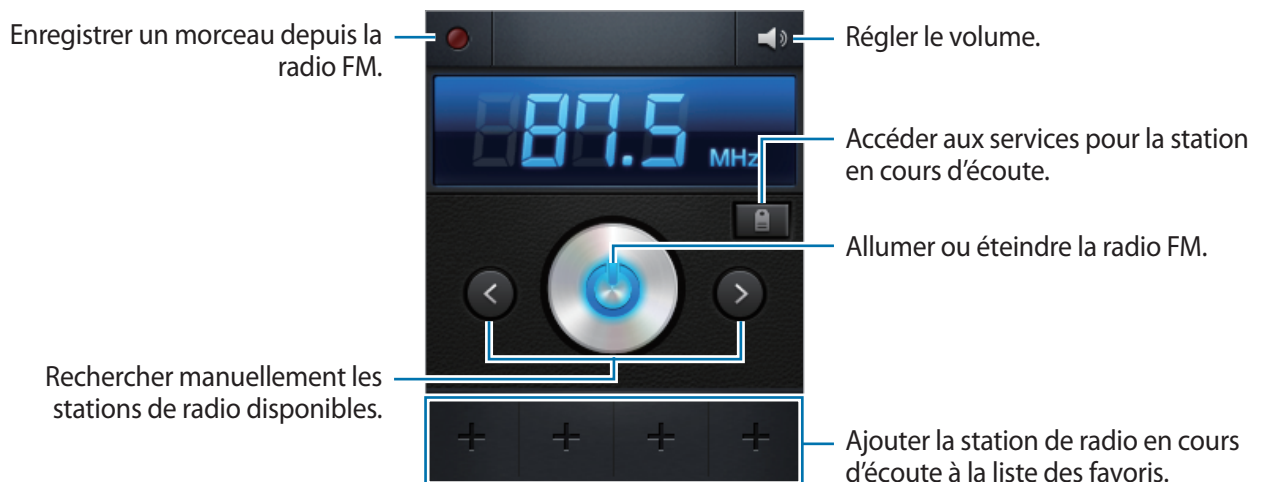 Enregistrer un morceau depuis la
radio FM.
Régler le volume.
87.5
MHz
Accéder aux services pour la station
en cours d'écoute.
Allumer ou éteindre la radio FM.
Rechercher manuellement les
stations de radio disponibles.
Ajouter la station de radio en cours
d'écoute à la liste des favoris.